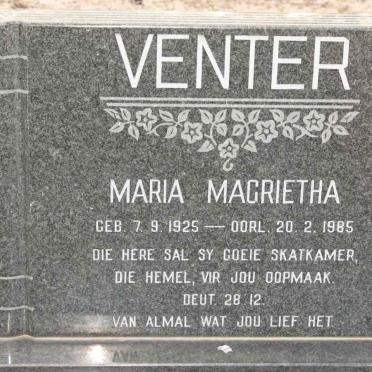 VENTER
MARIA MAGRIETHA
GEB. 7. 9. 1925 — OORL. 20. 2. 1985
DIE HERE SAL SY GOEIE SKATKAMER,
DIE HEMEL, VIR JOU OOPMAAK.
DEUT. 28 12.
VAN ALMAL WAT JOU LIEF HET